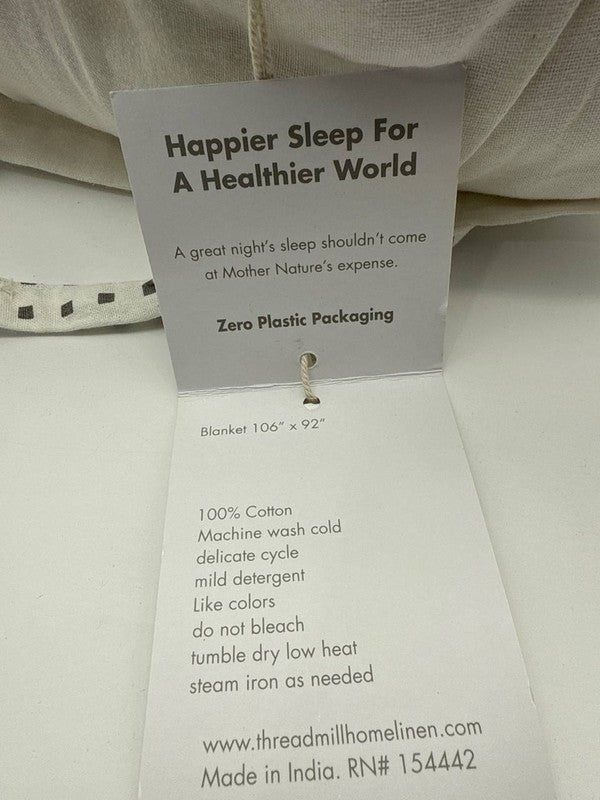 Happier Sleep For
A Healthier World
A great night's sleep shouldn't come
at Mother Nature's expense.
Zero Plastic Packaging
Blanket 106" x 92"
100% Cotton
Machine wash cold
delicate cycle
mild detergent
Like colors
do not bleach
tumble dry low heat
steam iron as needed
www.threadmillhomelinen.com
Made in India. RN# 154442